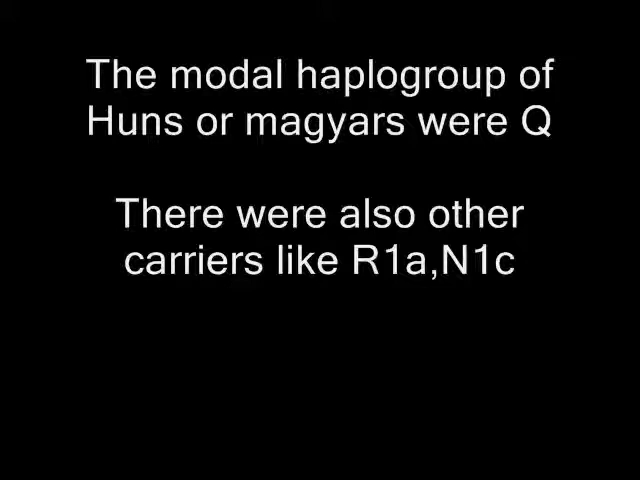 The modal haplogroup of
Huns or magyars were Q
There were also other
carriers like R1a,N1c